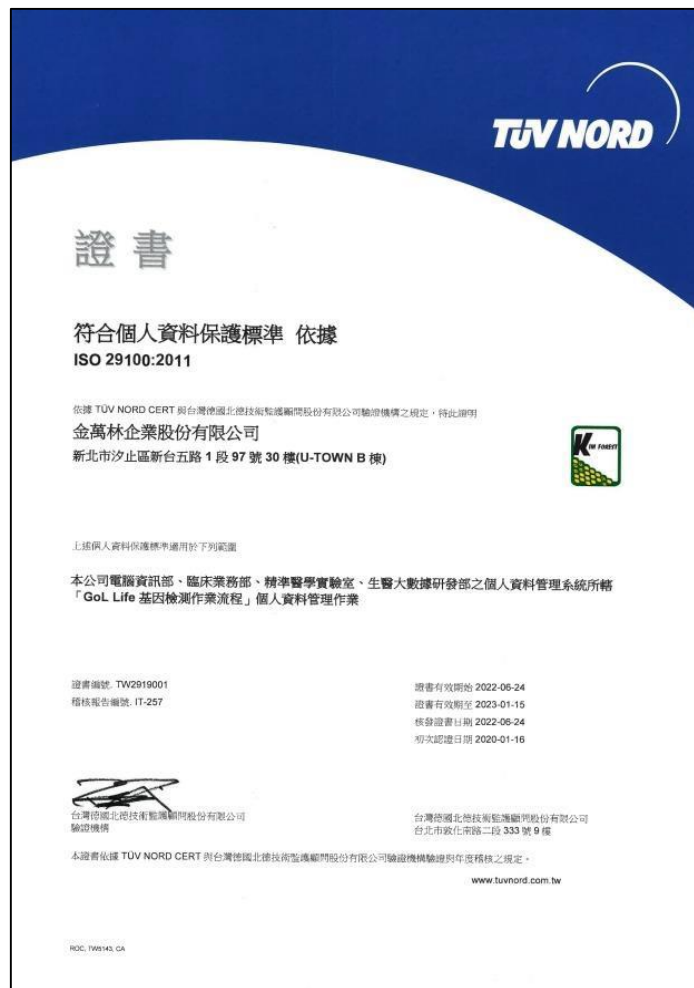 TÜV NORD
證書
符合個人資料保護標準 依據
ISO 29100:2011
依據 TÜV NORD CERT 與台灣德國北德技術監護顧問股份有限公司驗證機構之規定，特此證明
金萬林企業股份有限公司
新北市汐止區新台五路 1 段 97 號 30 樓(U-TOWN B 棟)
KIM FOREST
上述個人資料保護標準適用於下列範圍
本公司電腦資訊部、臨床業務部、精準醫學實驗室、生醫大數據研發部之個人資料管理系統所轄
「GoL Life 基因檢測作業流程」個人資料管理作業
證書編號. TW2919001
稽核報告編號. IT-257
證書有效期始 2022-06-24
證書有效期至 2023-01-15
核發證書日期 2022-06-24
初次認證日期 2020-01-16
台灣德國北德技術監護顧問股份有限公司
驗證機構
台灣德國北德技術監護顧問股份有限公司
台北市敦化南路二段 333 號 9 樓
本證書依據 TÜV NORD CERT 與台灣德國北德技術監護顧問股份有限公司驗證機構驗證與年度稽核之規定。
www.tuvnord.com.tw
ROC, TW5143, CA